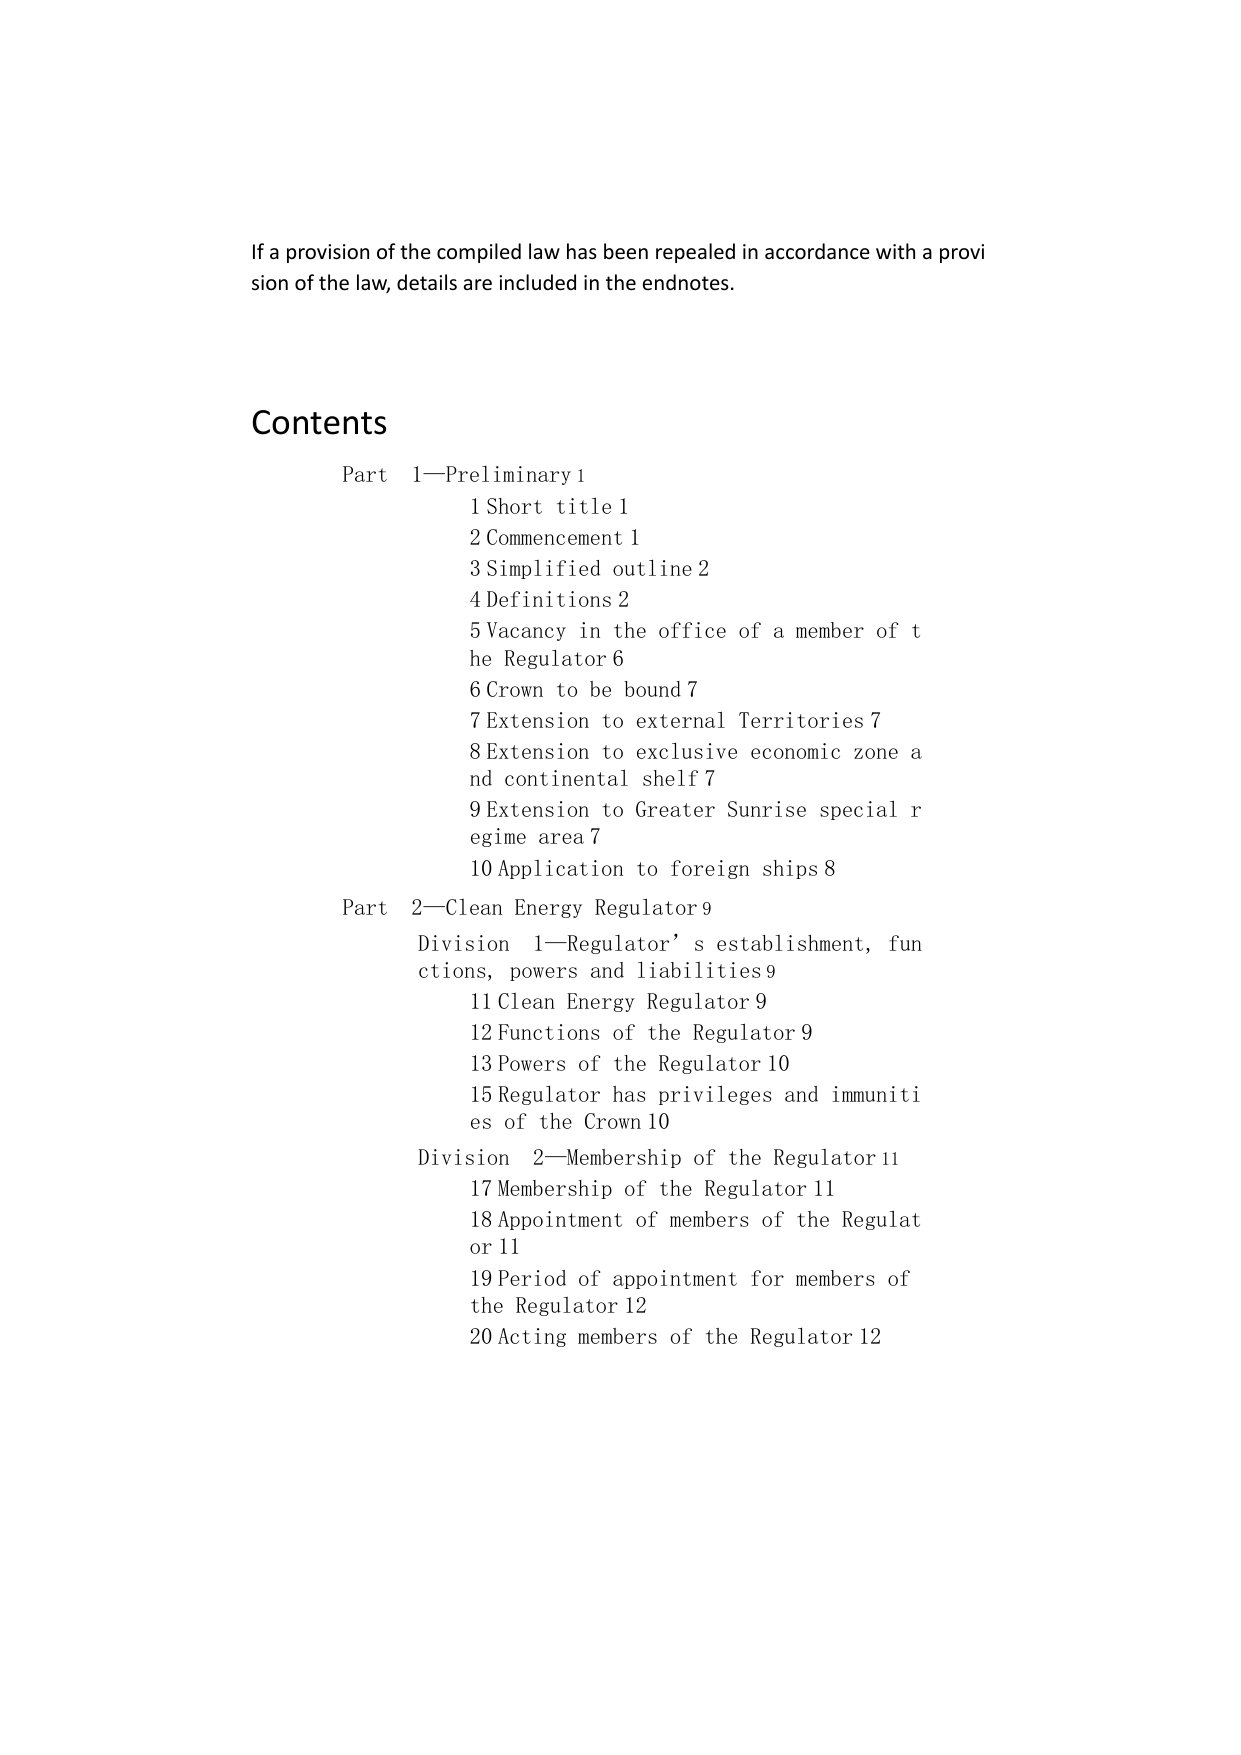 If a provision of the compiled law has been repealed in accordance with a provi
sion of the law, details are included in the endnotes.
Contents
Part 1—Preliminary 1
1 Short title 1
2 Commencement 1
3 Simplified outline 2
4 Definitions 2
5 Vacancy in the office of a member of t
he Regulator 6
6 Crown to be bound 7
7 Extension to external Territories 7
8 Extension to exclusive economic zone a
nd continental shelf 7
9 Extension to Greater Sunrise special r
egime area 7
10 Application to foreign ships 8
Part 2—Clean Energy Regulator 9
Division 1—Regulator’s establishment, fun
ctions, powers and liabilities 9
11 Clean Energy Regulator 9
12 Functions of the Regulator 9
13 Powers of the Regulator 10
15 Regulator has privileges and immuniti
es of the Crown 10
Division 2—Membership of the Regulator 11
17 Membership of the Regulator 11
18 Appointment of members of the Regulat
or 11
19 Period of appointment for members of
the Regulator 12
20 Acting members of the Regulator 12